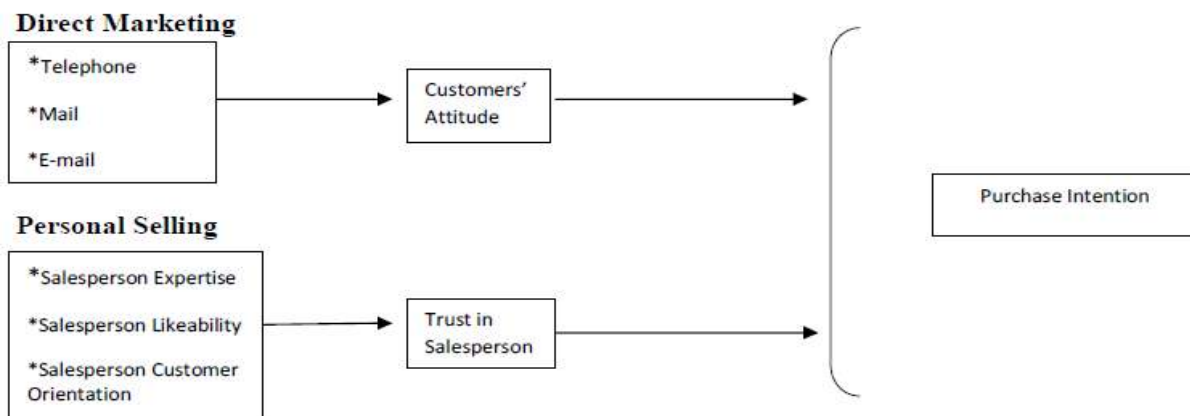 Direct Marketing
*Telephone
*Mail
*E-mail
Customers’
Attitude
Purchase Intention
Personal Selling
*Salesperson Expertise
*Salesperson Likeability
*Salesperson Customer
Orientation
Trust in
Salesperson